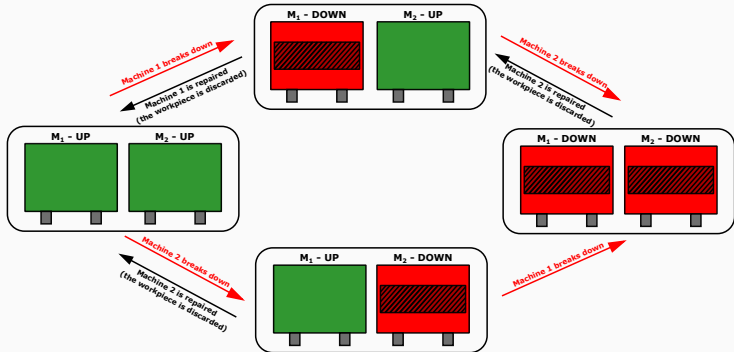 M₁ – DOWN
M₂ – UP
Machine 1 breaks down
Machine 1 is repaired
(the workpiece is discarded)
Machine 2 breaks down
Machine 2 is repaired
(the workpiece is discarded)
M₁ – UP
M₂ – UP
M₁ – DOWN
M₂ – DOWN
Machine 2 breaks down
Machine 2 is repaired
(the workpiece is discarded)
M₁ – UP
M₂ – DOWN
Machine 1 breaks down